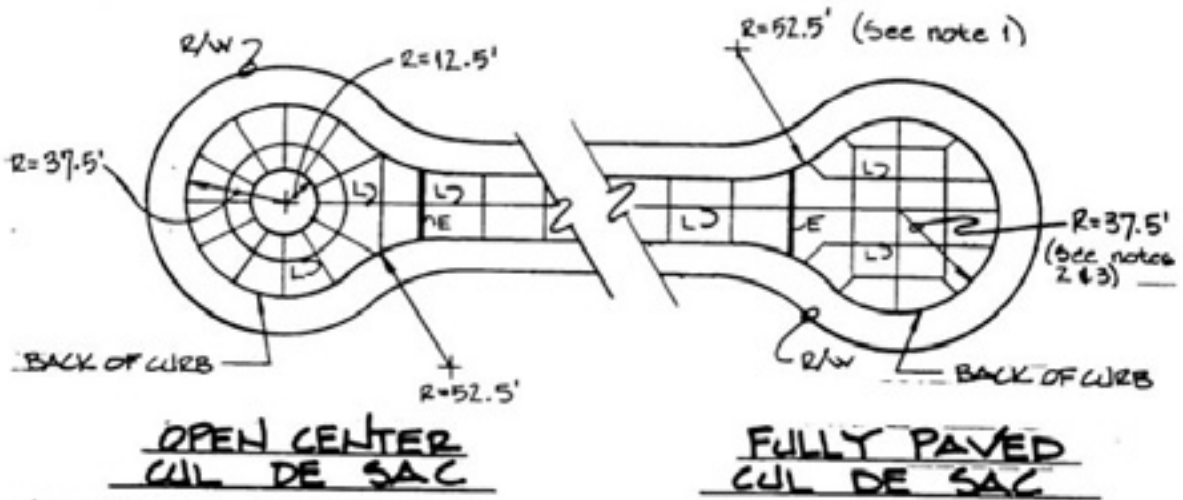 R/W
R=12.5'
R=52.5' (See note 1)
R=37.5'
L
L
L
E
L
L
L
E
R=37.5'
(See notes
2 & 3)
R/W
BACK OF CURB
R=52.5'
BACK OF CURB
OPEN CENTER
CUL DE SAC
FULLY PAVED
CUL DE SAC